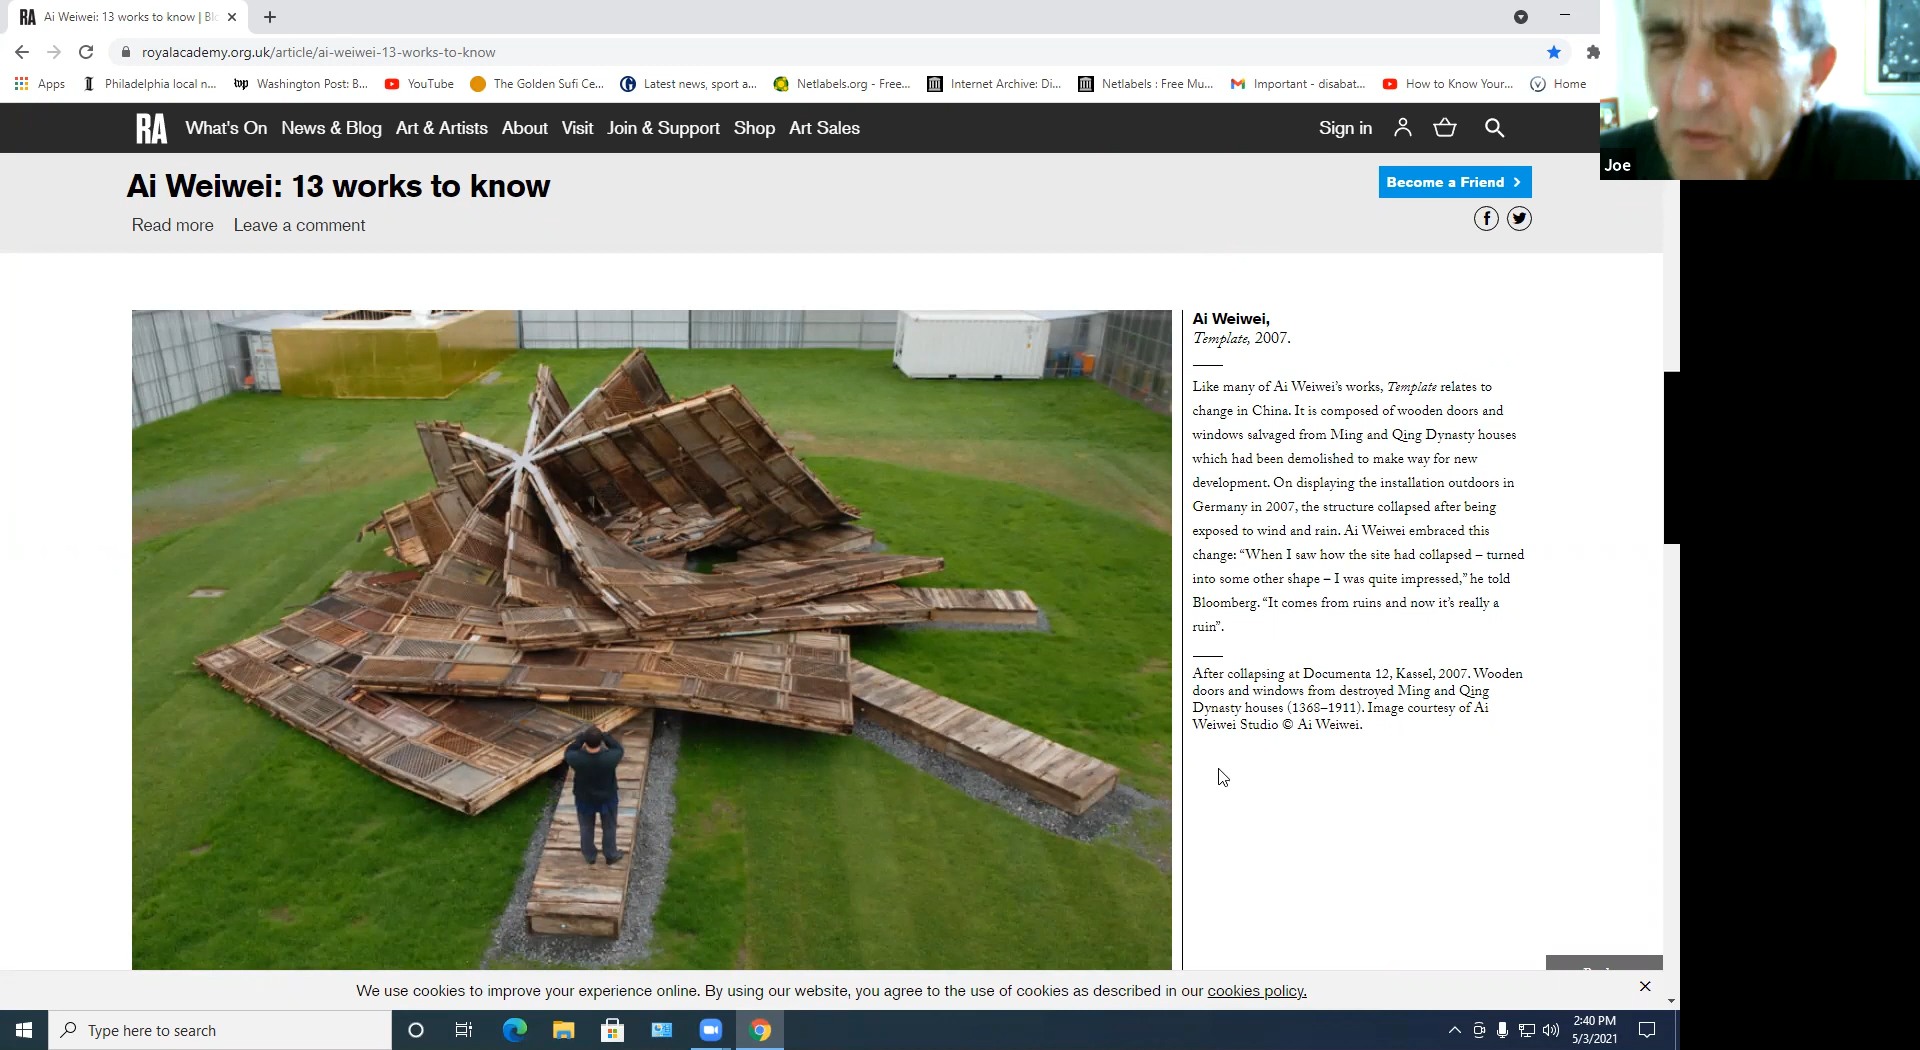 RA Ai Weiwei: 13 works to know | Blo
royalacademy.org.uk/article/ai-weiwei-13-works-to-know
Apps Philadelphia local n... wp Washington Post: B... YouTube The Golden Sufi Ce... Latest news, sport a... Netlabels.org - Free... Internet Archive: Di... Netlabels : Free Mu... Important - disabat... How to Know Your... Home
RA What's On News & Blog Art & Artists About Visit Join & Support Shop Art Sales Sign in
Joe
Ai Weiwei: 13 works to know
Become a Friend
Read more Leave a comment
Ai Weiwei,
Template, 2007.
Like many of Ai Weiwei’s works, Template relates to
change in China. It is composed of wooden doors and
windows salvaged from Ming and Qing Dynasty houses
which had been demolished to make way for new
development. On displaying the installation outdoors in
Germany in 2007, the structure collapsed after being
exposed to wind and rain. Ai Weiwei embraced this
change: “When I saw how the site had collapsed – turned
into some other shape – I was quite impressed,” he told
Bloomberg. “It comes from ruins and now it’s really a
ruin”.
After collapsing at Documenta 12, Kassel, 2007. Wooden
doors and windows from destroyed Ming and Qing
Dynasty houses (1368–1911). Image courtesy of Ai
Weiwei Studio © Ai Weiwei.
We use cookies to improve your experience online. By using our website, you agree to the use of cookies as described in our cookies policy.
Type here to search
2:40 PM
5/3/2021